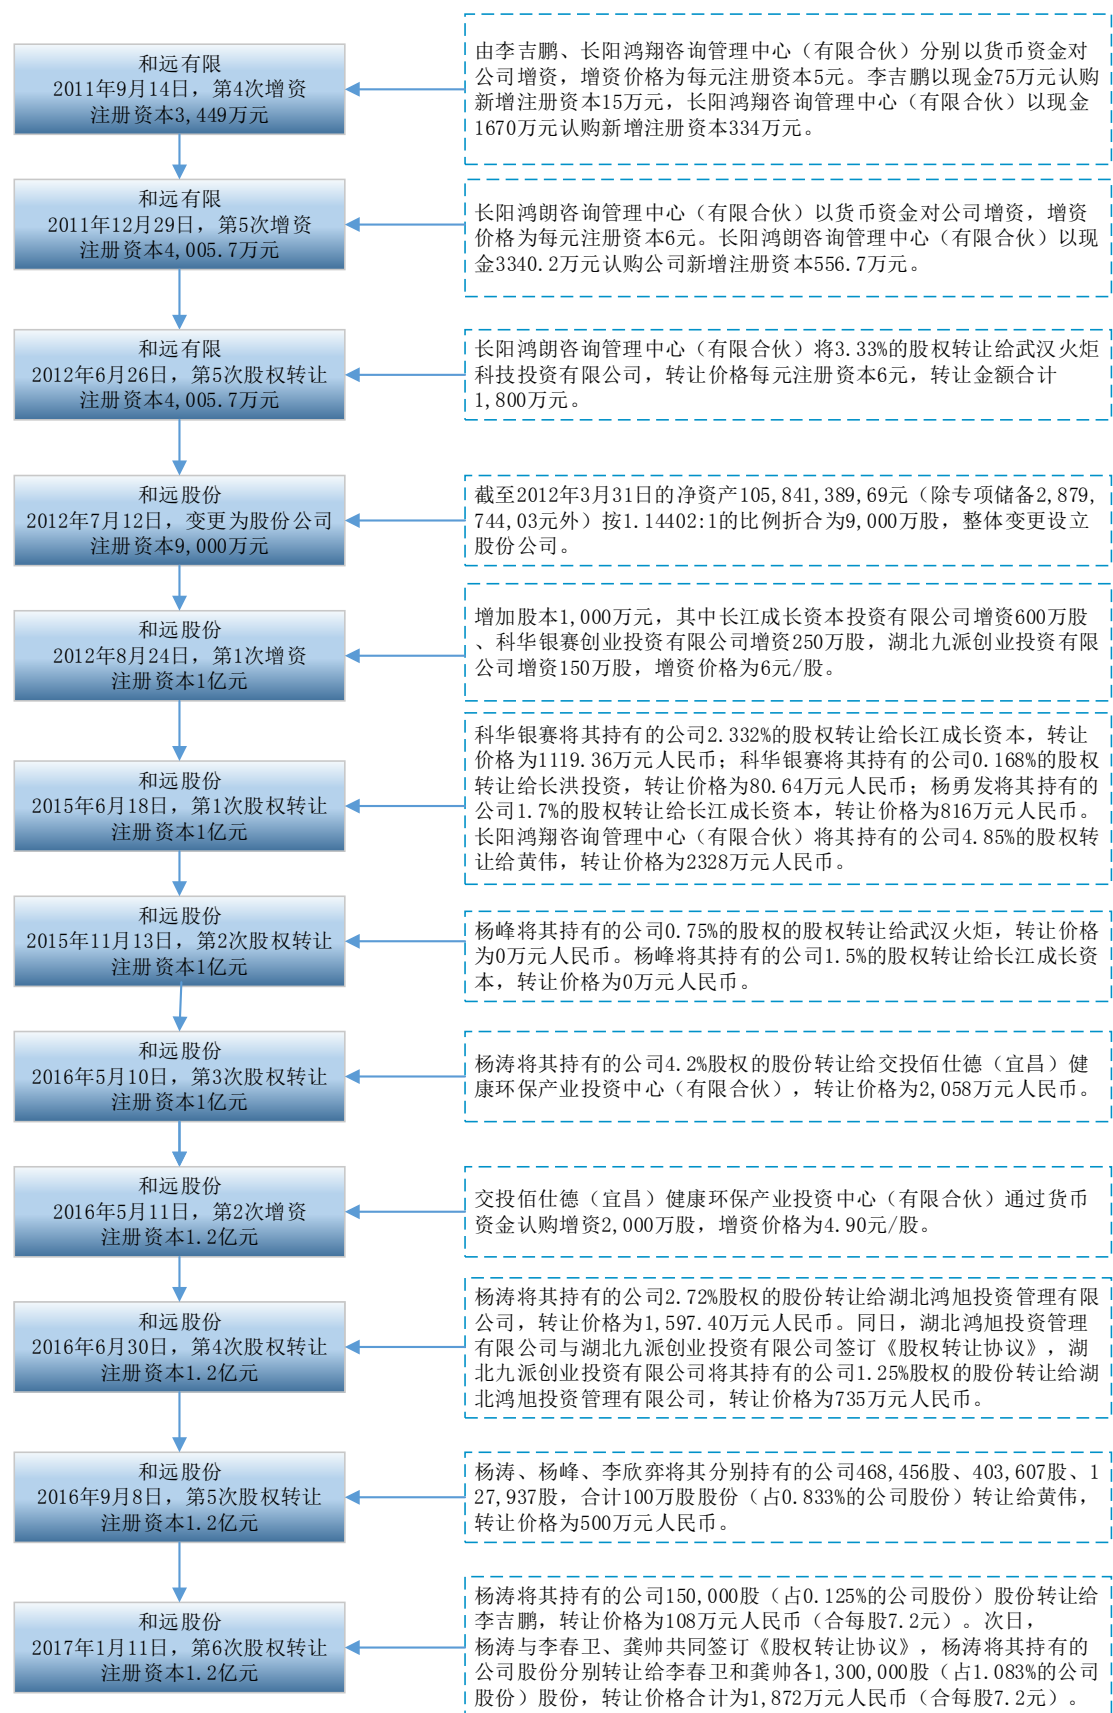 和远有限
2011年9月14日，第4次增资
注册资本3,449万元
由李吉鹏、长阳鸿翔咨询管理中心（有限合伙）分别以货币资金对
公司增资，增资价格为每元注册资本5元。李吉鹏以现金75万元认购
新增注册资本15万元，长阳鸿翔咨询管理中心（有限合伙）以现金
1670万元认购新增注册资本334万元。
和远有限
2011年12月29日，第5次增资
注册资本4,005.7万元
长阳鸿朗咨询管理中心（有限合伙）以货币资金对公司增资，增资
价格为每元注册资本6元。长阳鸿朗咨询管理中心（有限合伙）以现
金3340.2万元认购公司新增注册资本556.7万元。
和远有限
2012年6月26日，第5次股权转让
注册资本4,005.7万元
长阳鸿朗咨询管理中心（有限合伙）将3.33%的股权转让给武汉火炬
科技投资有限公司，转让价格每元注册资本6元，转让金额合计
1,800万元。
和远股份
2012年7月12日，变更为股份公司
注册资本9,000万元
截至2012年3月31日的净资产105,841,389,69元（除专项储备2,879,
744,03元外）按1.14402:1的比例折合为9,000万股，整体变更设立
股份公司。
和远股份
2012年8月24日，第1次增资
注册资本1亿元
增加股本1,000万元，其中长江成长资本投资有限公司增资600万股
、科华银赛创业投资有限公司增资250万股，湖北九派创业投资有限
公司增资150万股，增资价格为6元/股。
和远股份
2015年6月18日，第1次股权转让
注册资本1亿元
科华银赛将其持有的公司2.332%的股权转让给长江成长资本，转让
价格为1119.36万元人民币；科华银赛将其持有的公司0.168%的股权
转让给长洪投资，转让价格为80.64万元人民币；杨勇发将其持有的
公司1.7%的股权转让给长江成长资本，转让价格为816万元人民币。
长阳鸿翔咨询管理中心（有限合伙）将其持有的公司4.85%的股权转
让给黄伟，转让价格为2328万元人民币。
和远股份
2015年11月13日，第2次股权转让
注册资本1亿元
杨峰将其持有的公司0.75%的股权的股权转让给武汉火炬，转让价格
为0万元人民币。杨峰将其持有的公司1.5%的股权转让给长江成长资
本，转让价格为0万元人民币。
和远股份
2016年5月10日，第3次股权转让
注册资本1亿元
杨涛将其持有的公司4.2%股权的股份转让给交投佰仕德（宜昌）健
康环保产业投资中心（有限合伙），转让价格为2,058万元人民币。
和远股份
2016年5月11日，第2次增资
注册资本1.2亿元
交投佰仕德（宜昌）健康环保产业投资中心（有限合伙）通过货币
资金认购增资2,000万股，增资价格为4.90元/股。
和远股份
2016年6月30日，第4次股权转让
注册资本1.2亿元
杨涛将其持有的公司2.72%股权的股份转让给湖北鸿旭投资管理有限
公司，转让价格为1,597.40万元人民币。同日，湖北鸿旭投资管理
有限公司与湖北九派创业投资有限公司签订《股权转让协议》，湖
北九派创业投资有限公司将其持有的公司1.25%股权的股份转让给湖
北鸿旭投资管理有限公司，转让价格为735万元人民币。
和远股份
2016年9月8日，第5次股权转让
注册资本1.2亿元
杨涛、杨峰、李欣弈将其分别持有的公司468,456股、403,607股、1
27,937股，合计100万股股份（占0.833%的公司股份）转让给黄伟，
转让价格为500万元人民币。
和远股份
2017年1月11日，第6次股权转让
注册资本1.2亿元
杨涛将其持有的公司150,000股（占0.125%的公司股份）股份转让给
李吉鹏，转让价格为108万元人民币（合每股7.2元）。次日，
杨涛与李春卫、龚帅共同签订《股权转让协议》，杨涛将其持有的
公司股份分别转让给李春卫和龚帅各1,300,000股（占1.083%的公司
股份）股份，转让价格合计为1,872万元人民币（合每股7.2元）。